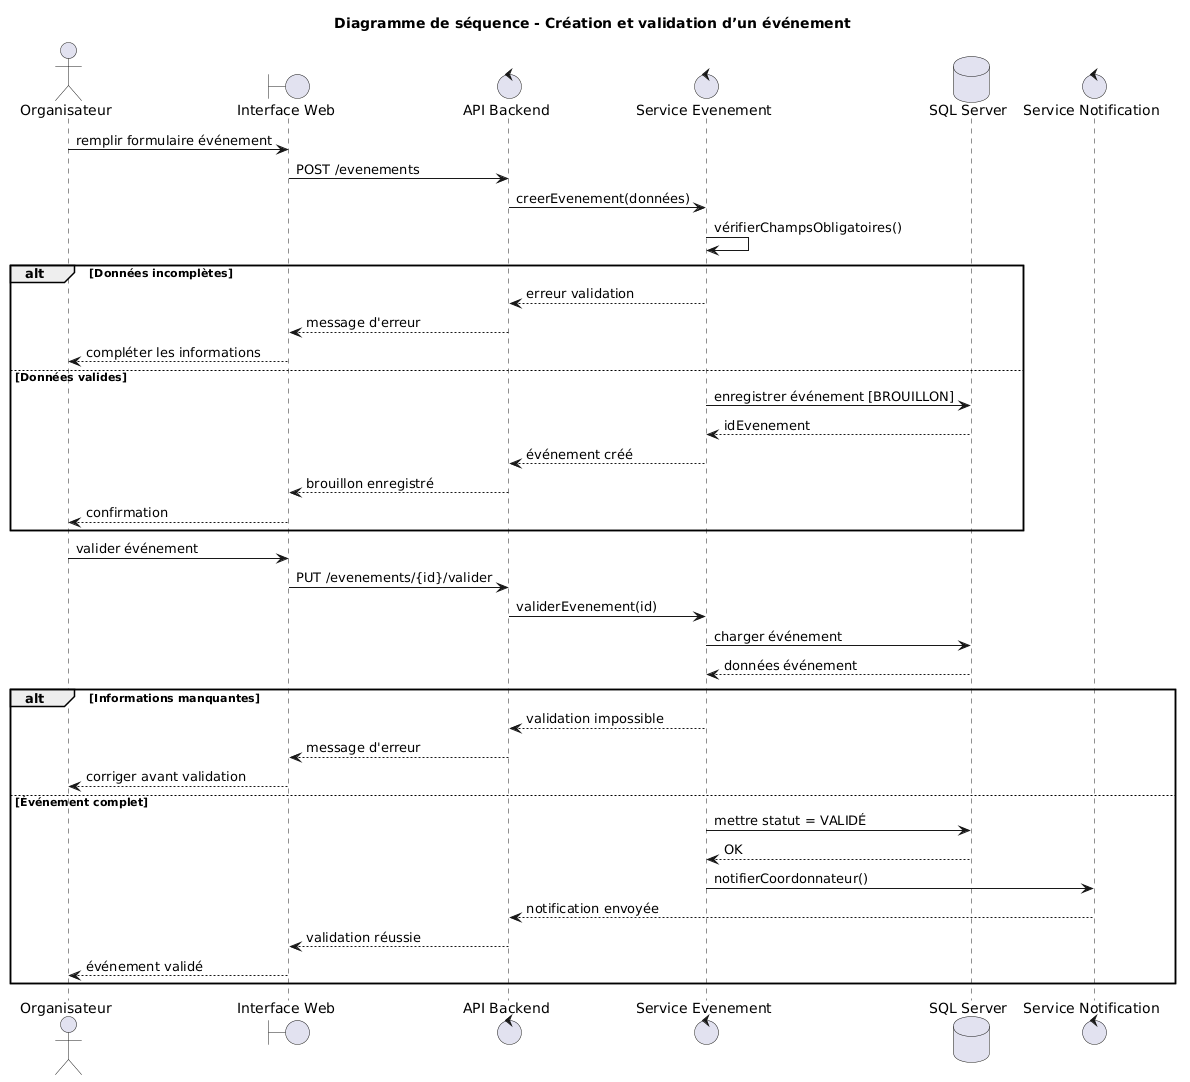 Diagramme de séquence - Création et validation d’un événement
Organisateur
Interface Web
API Backend
Service Evenement
SQL Server
Service Notification
remplir formulaire événement
POST /evenements
creerEvenement(données)
vérifierChampsObligatoires()
alt [Données incomplètes]
erreur validation
message d'erreur
compléter les informations
[Données valides]
enregistrer événement [BROUILLON]
idEvenement
événement créé
brouillon enregistré
confirmation
valider événement
PUT /evenements/{id}/valider
validerEvenement(id)
charger événement
données événement
alt [Informations manquantes]
validation impossible
message d'erreur
corriger avant validation
[Événement complet]
mettre statut = VALIDÉ
OK
notifierCoordonnateur()
notification envoyée
validation réussie
événement validé
Organisateur
Interface Web
API Backend
Service Evenement
SQL Server
Service Notification